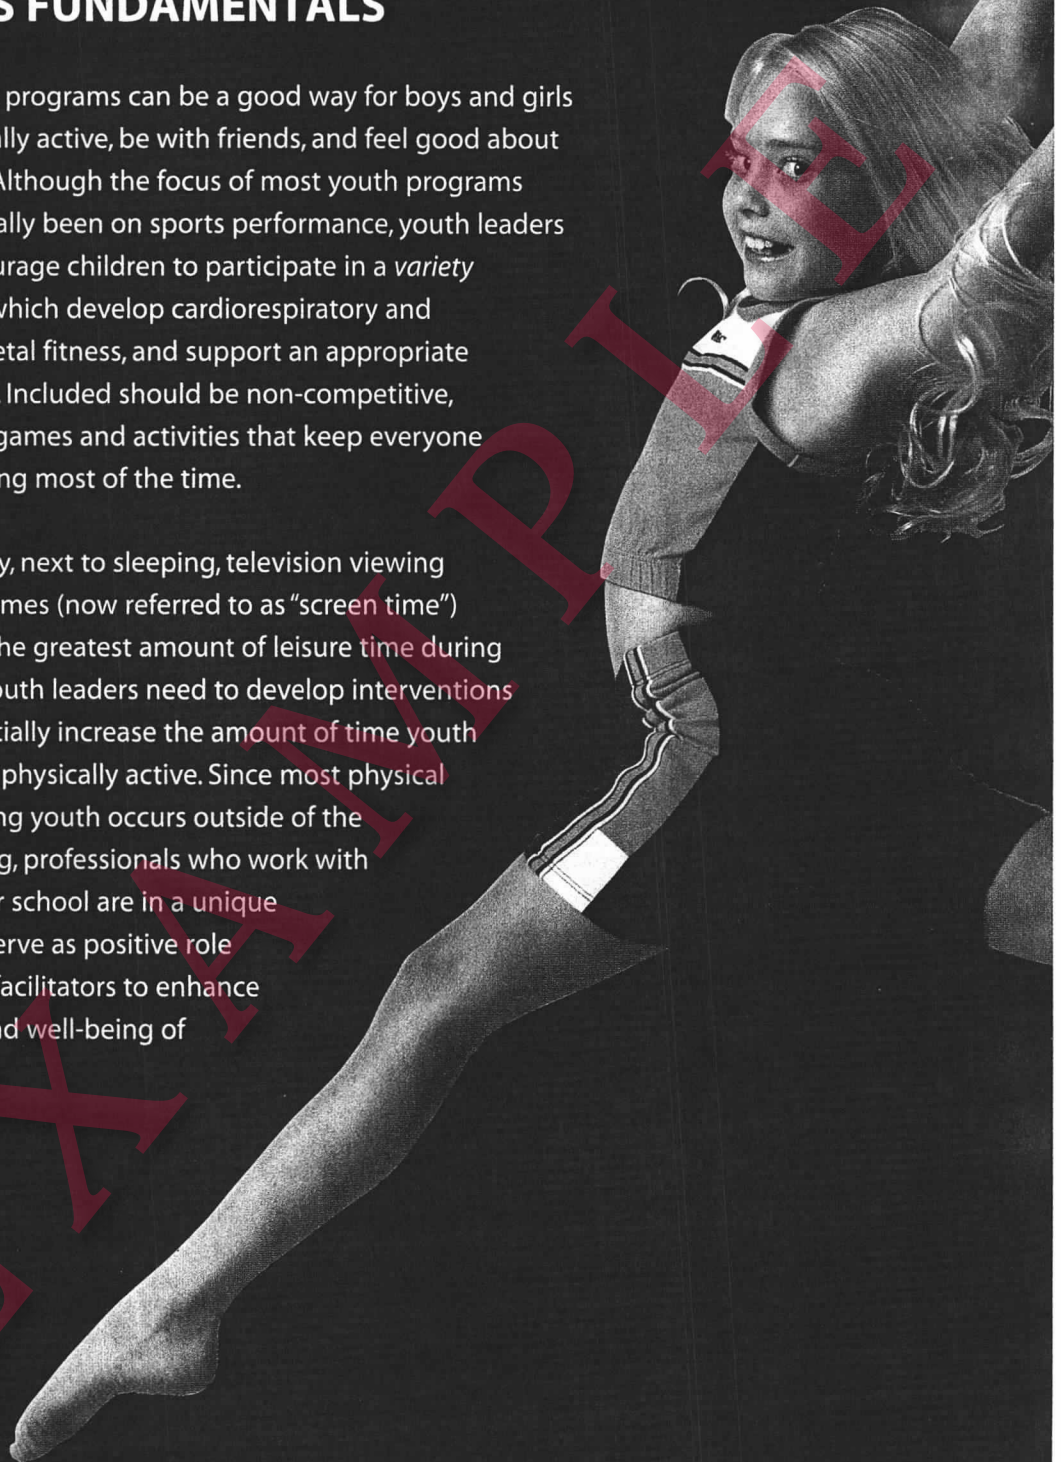 S FUNDAMENTALS
programs can be a good way for boys and girls
lly active, be with friends, and feel good about
Although the focus of most youth programs
ally been on sports performance, youth leaders
urage children to participate in a variety
which develop cardiorespiratory and
etal fitness, and support an appropriate
. Included should be non-competitive,
games and activities that keep everyone
ng most of the time.
y, next to sleeping, television viewing
mes (now referred to as “screen time”)
he greatest amount of leisure time during
outh leaders need to develop interventions
tially increase the amount of time youth
physically active. Since most physical
ng youth occurs outside of the
g, professionals who work with
r school are in a unique
erve as positive role
facilitators to enhance
nd well-being of
EXAMPLE